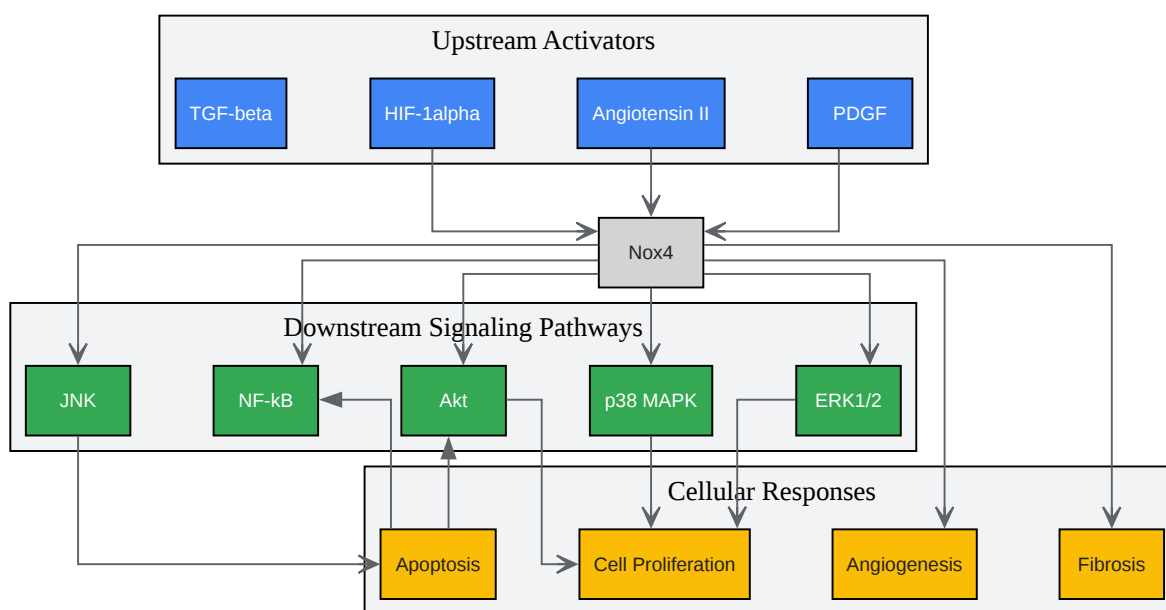 Upstream Activators
TGF-beta
HIF-1alpha
Angiotensin II
PDGF
Nox4
Downstream Signaling Pathways
JNK
NF-kB
Akt
p38 MAPK
ERK1/2
Cellular Responses
Apoptosis
Cell Proliferation
Angiogenesis
Fibrosis